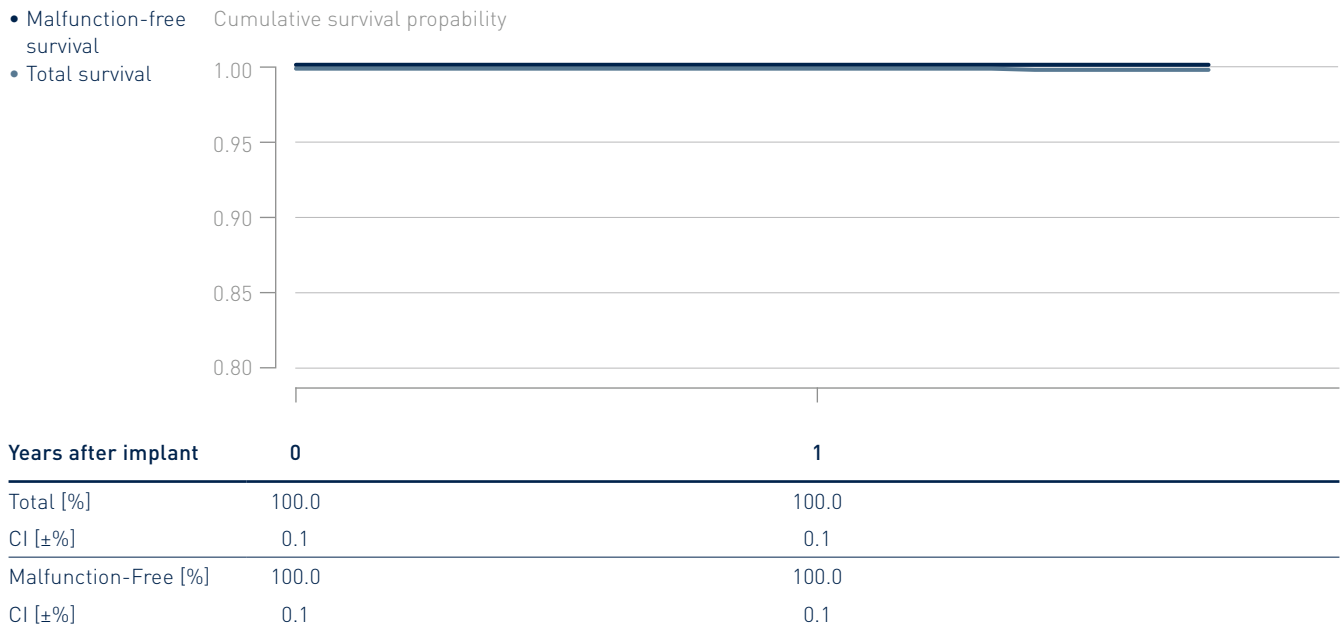 • Malfunction-free
survival
• Total survival
Cumulative survival propability
1.00
0.95
0.90
0.85
0.80
Years after implant 0 1
Total [%] 100.0 100.0
CI [±%] 0.1 0.1
Malfunction-Free [%] 100.0 100.0
CI [±%] 0.1 0.1